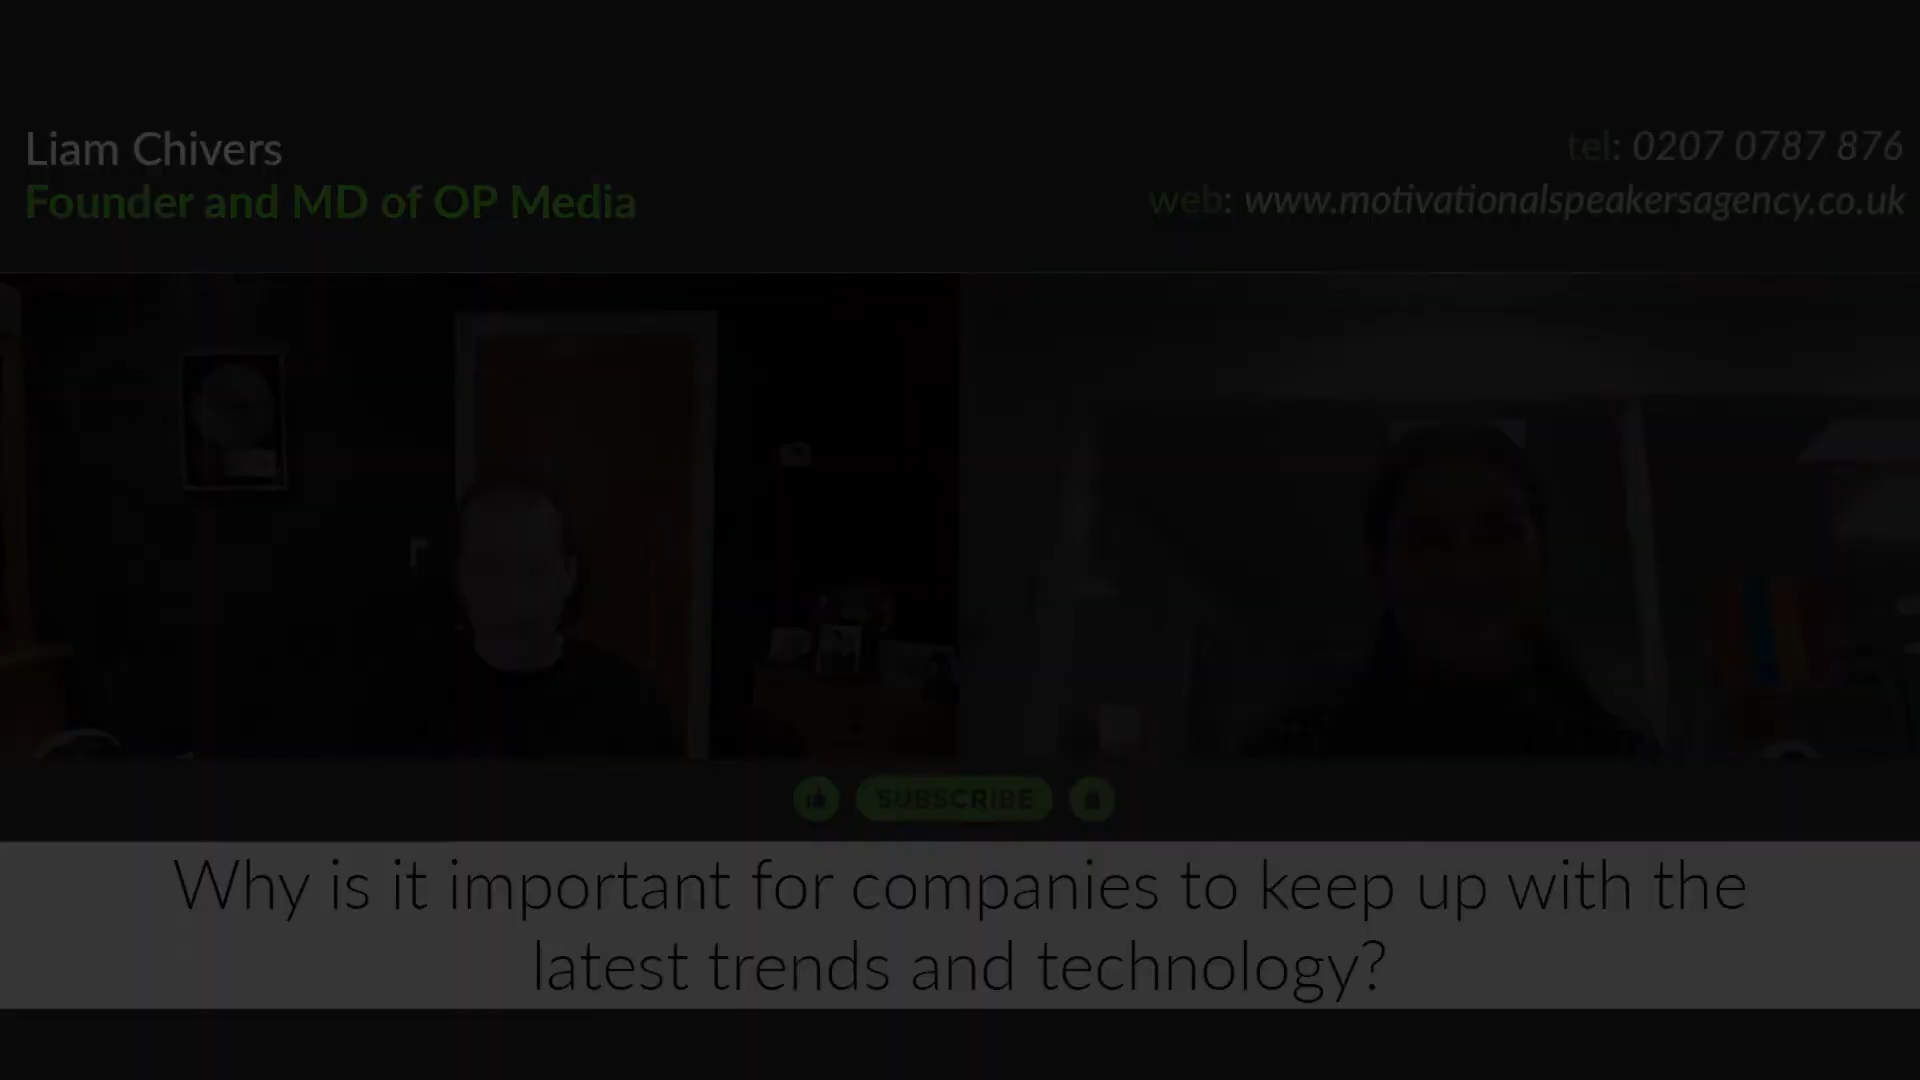 Liam Chivers
Founder and MD of OP Media
tel: 0207 0787 876
web: www.motivationalspeakersagency.co.uk
SUBSCRIBE
Why is it important for companies to keep up with the
latest trends and technology?